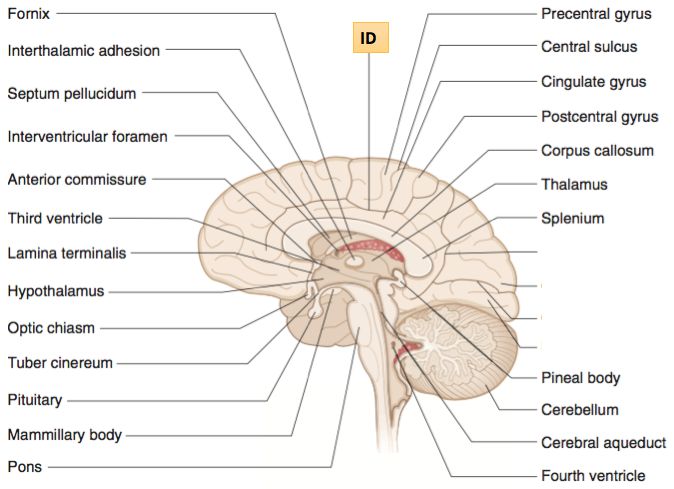 Fornix
Interthalamic adhesion
Septum pellucidum
Interventricular foramen
Anterior commissure
Third ventricle
Lamina terminalis
Hypothalamus
Optic chiasm
Tuber cinereum
Pituitary
Mammillary body
Pons
ID
Precentral gyrus
Central sulcus
Cingulate gyrus
Postcentral gyrus
Corpus callosum
Thalamus
Splenium
Pineal body
Cerebellum
Cerebral aqueduct
Fourth ventricle